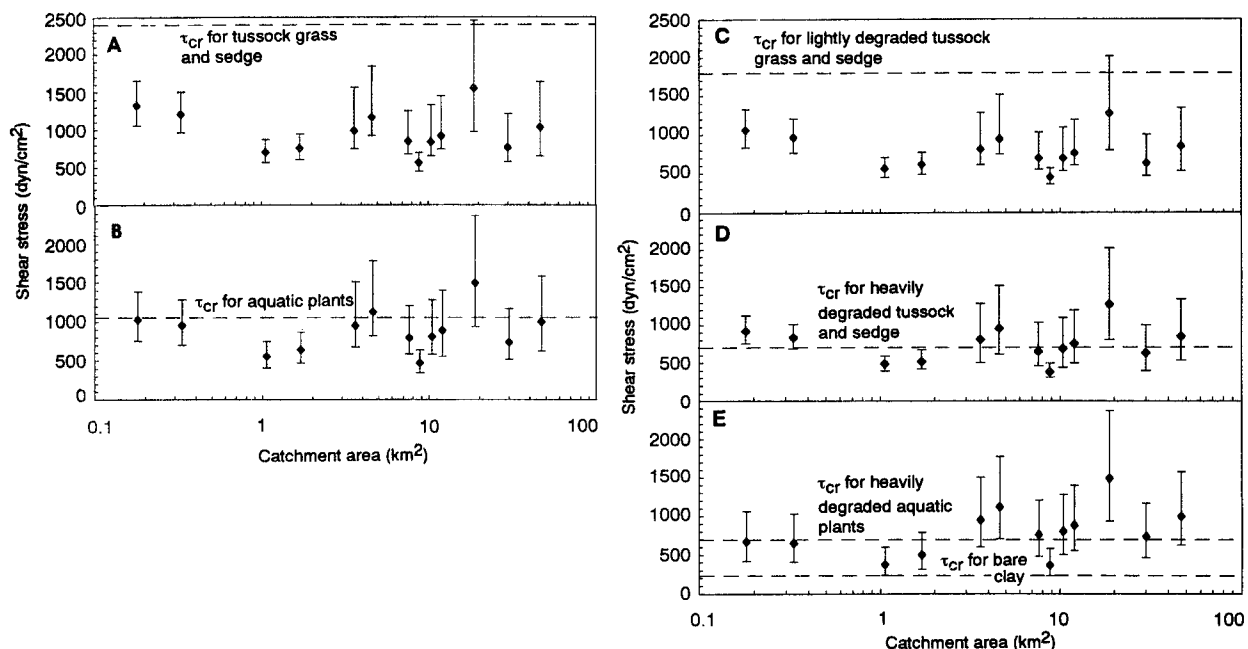 A
τcr for tussock grass
and sedge
2500
2000
1500
1000
500
0
Shear stress (dyn/cm2)
B
τcr for aquatic plants
2000
1500
1000
500
0
0.1
1
10
100
Catchment area (km2)
C
τcr for lightly degraded tussock
grass and sedge
2500
2000
1500
1000
500
0
Shear stress (dyn/cm2)
D
τcr for heavily
degraded tussock
and sedge
2000
1500
1000
500
0
E
τcr for heavily
degraded aquatic
plants
τcr for bare
clay
2000
1500
1000
500
0
0.1
1
10
100
Catchment area (km2)